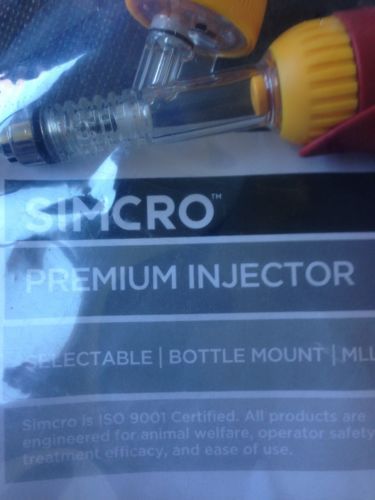 SIMCRO™
PREMIUM INJECTOR
SELECTABLE | BOTTLE MOUNT | MLL
Simcro is ISO 9001 Certified. All products are
engineered for animal welfare, operator safety
treatment efficacy, and ease of use.